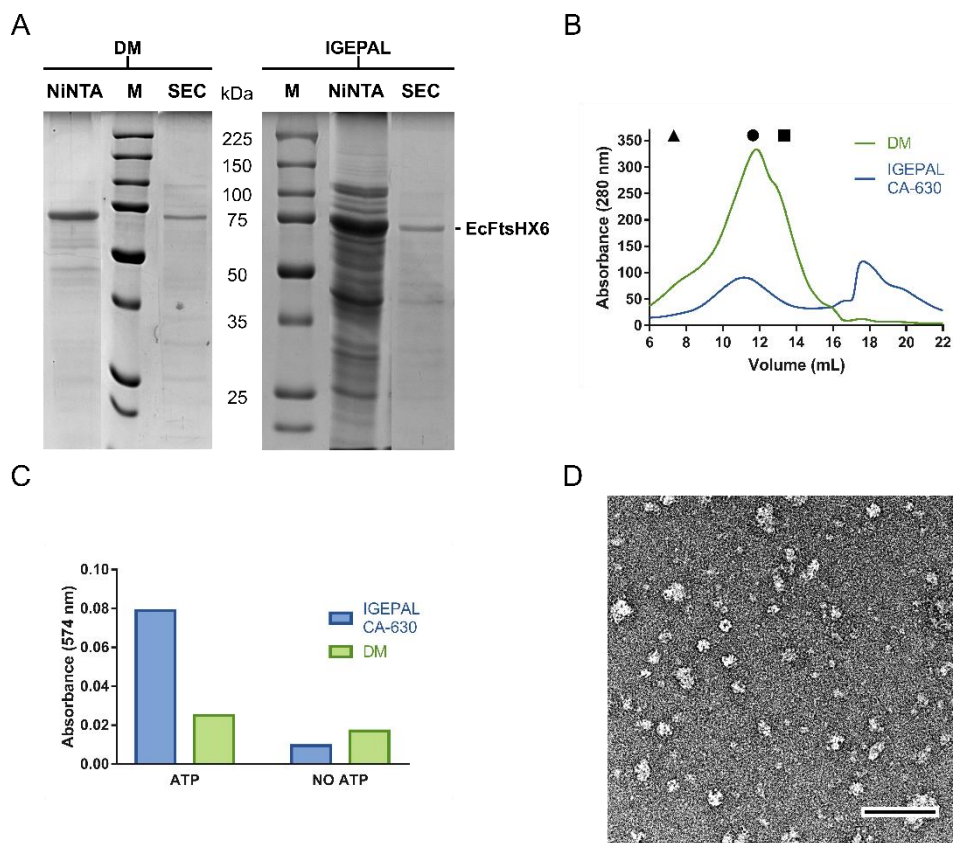 A
DM
IGEPAL
NiNTA M SEC kDa M NiNTA SEC
225
150
100
75
50
35
25
- EcFtsHX6
B
Absorbance (280 nm)
350
300
250
200
150
100
50
0
6 8 10 12 14 16 18 20 22
Volume (mL)
DM
IGEPAL
CA-630
C
Absorbance (574 nm)
0.10
0.08
0.06
0.04
0.02
0.00
ATP NO ATP
IGEPAL
CA-630
DM
D